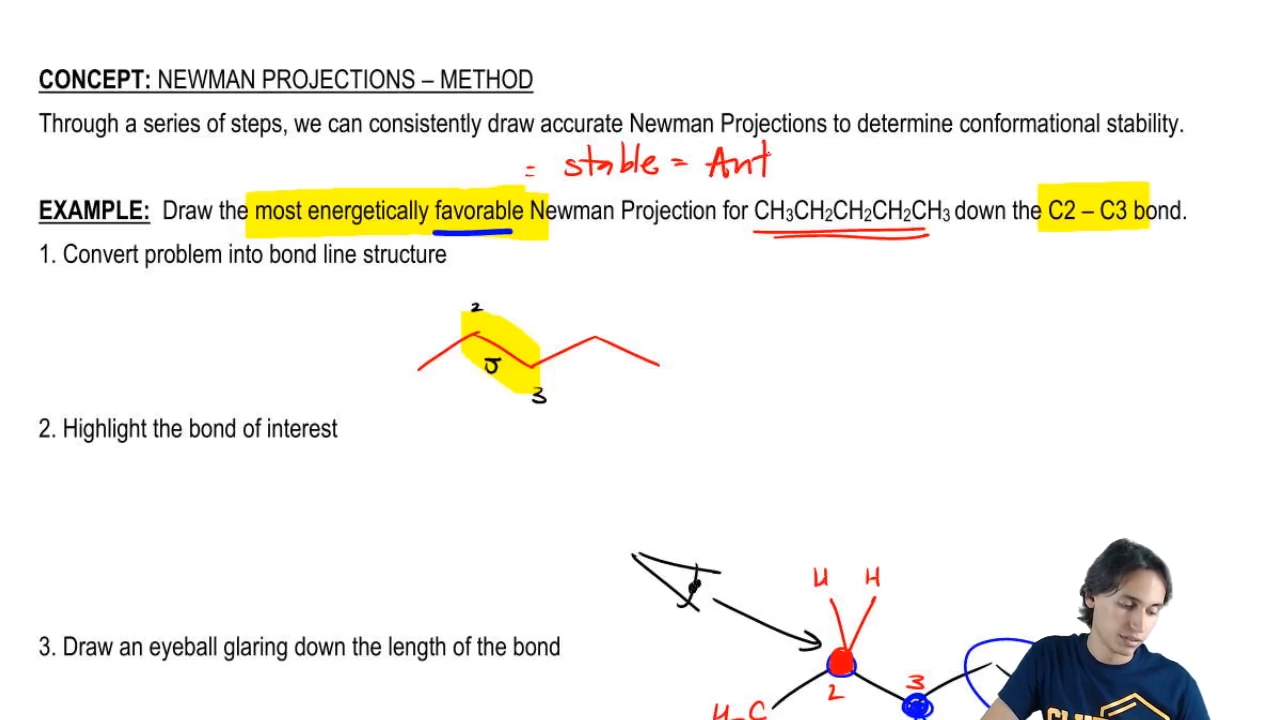 CONCEPT: NEWMAN PROJECTIONS – METHOD
Through a series of steps, we can consistently draw accurate Newman Projections to determine conformational stability.
= stable = Ant
EXAMPLE: Draw the most energetically favorable Newman Projection for CH₃CH₂CH₂CH₂CH₃ down the C2 – C3 bond.
1. Convert problem into bond line structure
2
σ
3
2. Highlight the bond of interest
H H
3. Draw an eyeball glaring down the length of the bond
2 3
H₃C